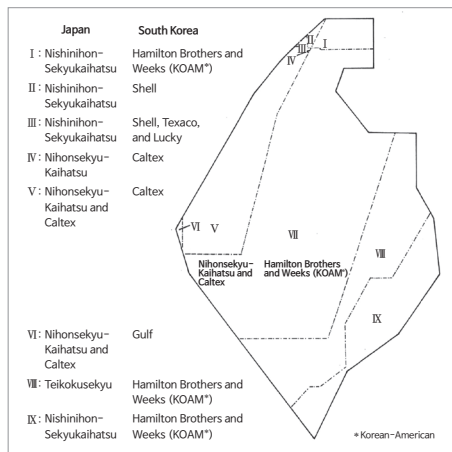 Japan South Korea
I : Nishinihon- Hamilton Brothers and
Sekyukaihatsu Weeks (KOAM*)
II : Nishinihon- Shell
Sekyukaihatsu
III : Nishinihon- Shell, Texaco,
Sekyukaihatsu and Lucky
IV : Nihonsekyu- Caltex
Kaihatsu
V : Nihonsekyu- Caltex
Kaihatsu and
Caltex
VI : Nihonsekyu- Gulf
Kaihatsu and
Caltex
VIII : Teikokusekyu Hamilton Brothers and
Weeks (KOAM*)
IX : Nishinihon- Hamilton Brothers and
Sekyukaihatsu Weeks (KOAM*)
II
I
III
IV
VI V
VII
VIII
Nihonsekyu- Hamilton Brothers
Kaihatsu and and Weeks (KOAM*)
Caltex
IX
*Korean-American